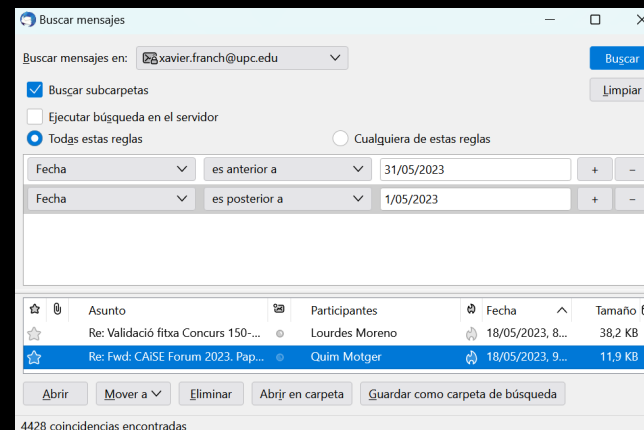 Buscar mensajes
Buscar mensajes en: xavier.franch@upc.edu
Buscar
Buscar subcarpetas
Limpiar
Ejecutar búsqueda en el servidor
Todas estas reglas Cualquiera de estas reglas
Fecha es anterior a 31/05/2023 + -
Fecha es posterior a 1/05/2023 + -
Asunto Participantes Fecha Tamaño
Re: Validació fitxa Concurs 150-... Lourdes Moreno 18/05/2023, 8... 38,2 KB
Re: Fwd: CAiSE Forum 2023. Pap... Quim Motger 18/05/2023, 9... 11,9 KB
Abrir Mover a Eliminar Abrir en carpeta Guardar como carpeta de búsqueda
4428 coincidencias encontradas